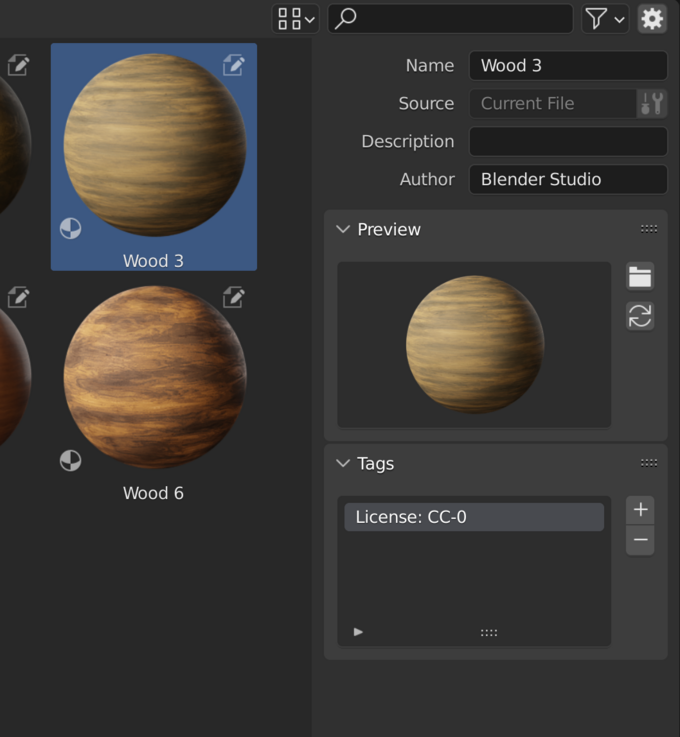 Name Wood 3
Source Current File
Description
Author Blender Studio
Preview
Wood 3
Tags
Wood 6
License: CC-0